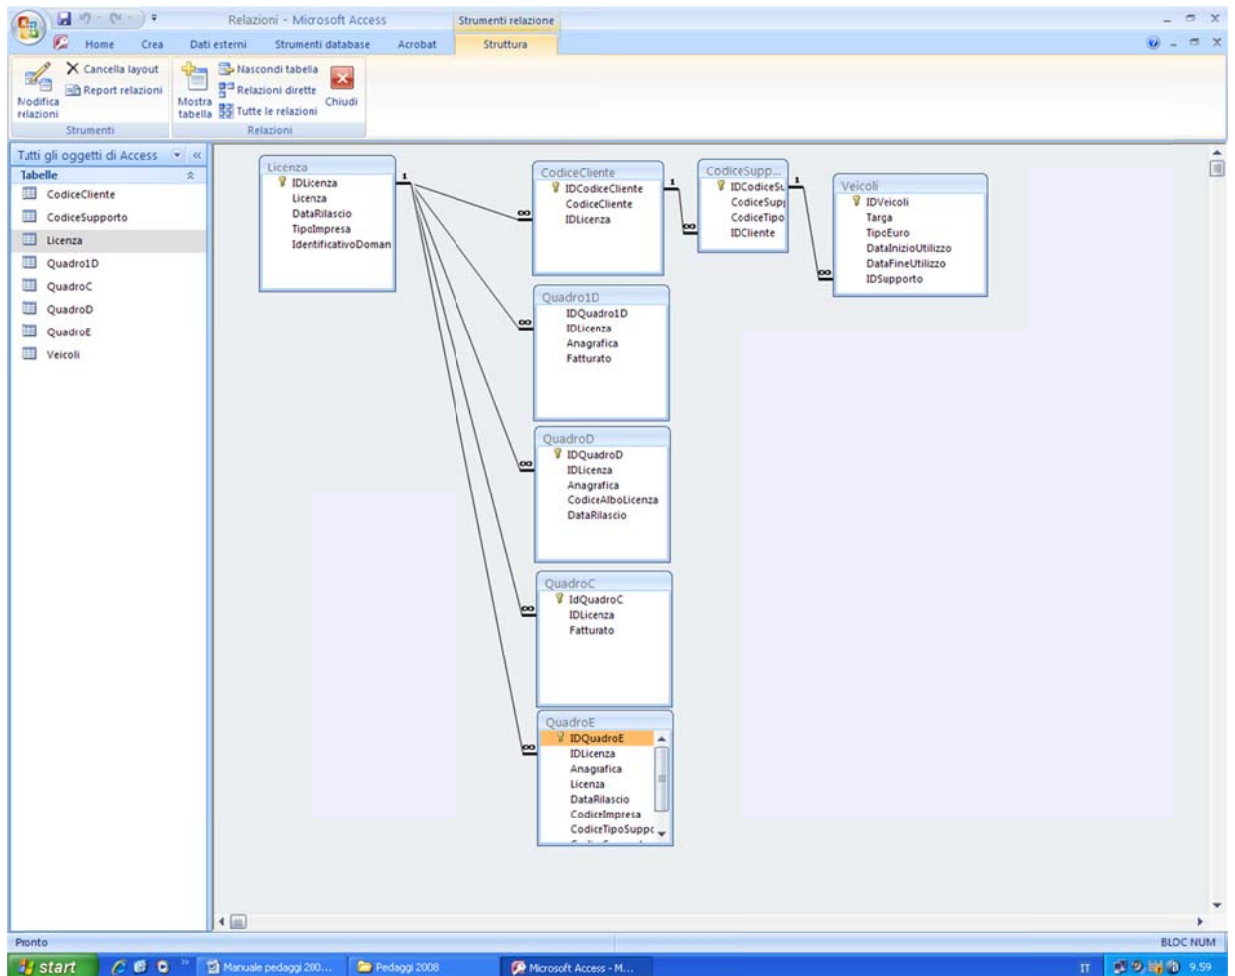 Relazioni - Microsoft Access
Strumenti relazione
Home Crea Dati esterni Strumenti database Acrobat Struttura
Modifica relazioni
Cancella layout
Report relazioni
Strumenti
Mostra tabella
Nascondi tabella
Relazioni dirette
Tutte le relazioni
Chiudi
Relazioni
Tutti gli oggetti di Access
Tabelle
CodiceCliente
CodiceSupporto
Licenza
Quadro1D
QuadroC
QuadroD
QuadroE
Veicoli
Licenza
IDLicenza
Licenza
DataRilascio
TipoImpresa
IdentificativoDoman
1
∞
CodiceCliente
IDCodiceCliente
CodiceCliente
IDLicenza
1
∞
CodiceSupp...
IDCodiceSu
CodiceSupp
CodiceTipo
IDCliente
1
∞
Veicoli
IDVeicoli
Targa
TipoEuro
DataInizioUtilizzo
DataFineUtilizzo
IDSupporto
∞
Quadro1D
IDQuadro1D
IDLicenza
Anagrafica
Fatturato
∞
QuadroD
IDQuadroD
IDLicenza
Anagrafica
CodiceAlboLicenza
DataRilascio
∞
QuadroC
IdQuadroC
IDLicenza
Fatturato
∞
QuadroE
IDQuadroE
IDLicenza
Anagrafica
Licenza
DataRilascio
CodiceImpresa
CodiceTipoSuppo
Pronto
BLOC NUM
start
Manuale pedaggi 200...
Pedaggi 2008
Microsoft Access - M...
IT
9.59